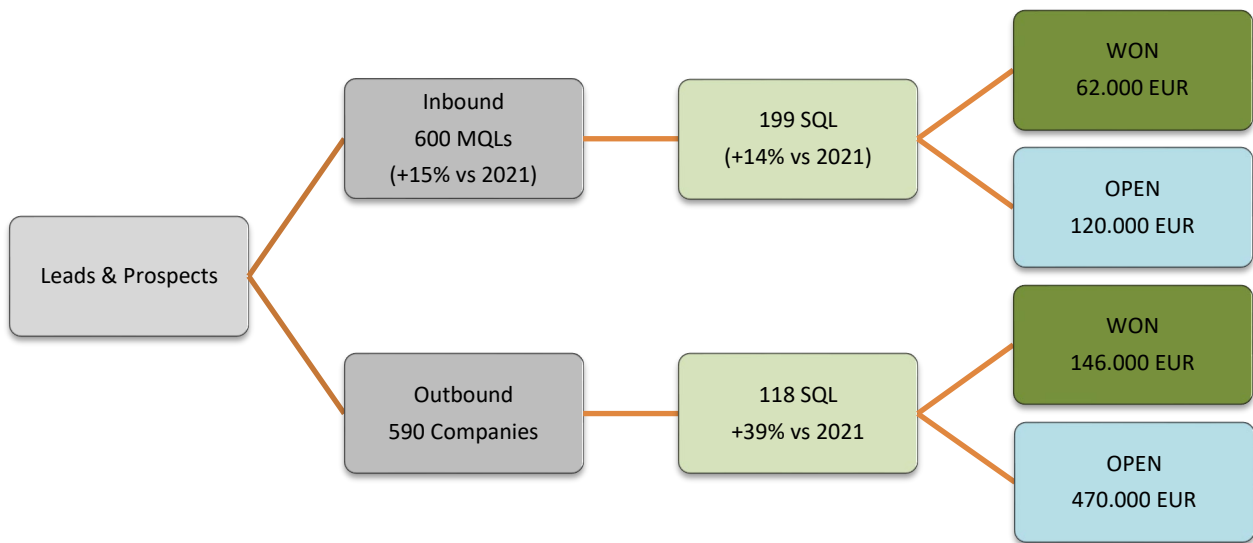 Leads & Prospects
Inbound
600 MQLs
(+15% vs 2021)
199 SQL
(+14% vs 2021)
WON
62.000 EUR
OPEN
120.000 EUR
Outbound
590 Companies
118 SQL
+39% vs 2021
WON
146.000 EUR
OPEN
470.000 EUR